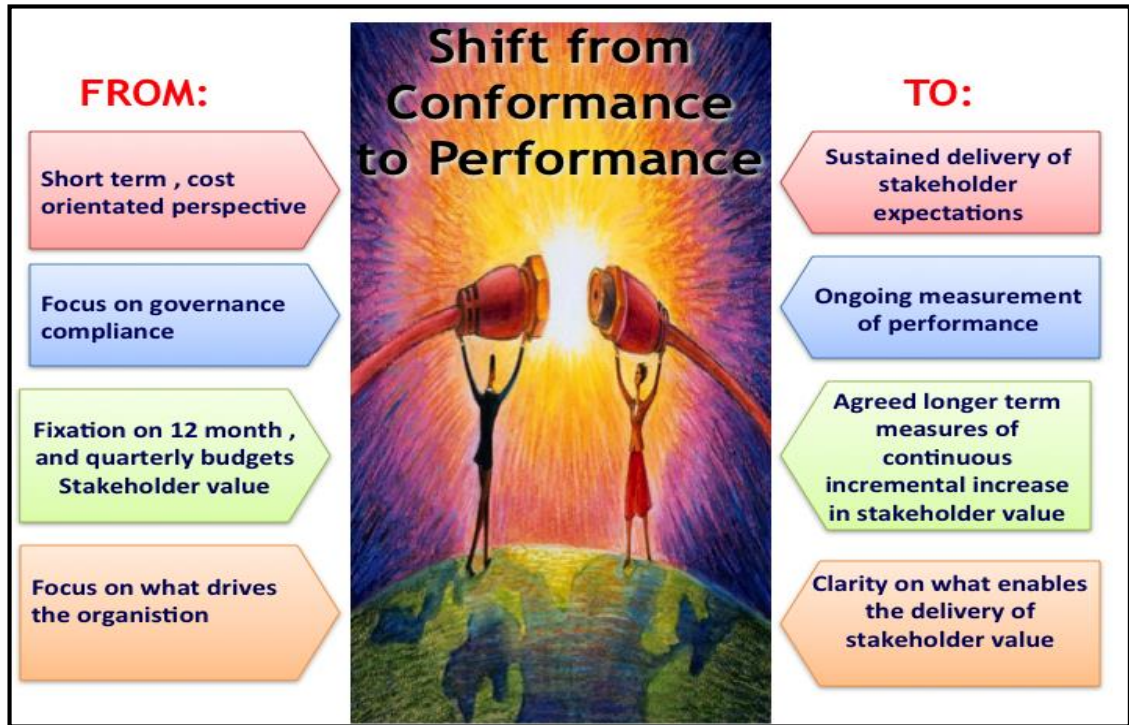 Shift from
Conformance
to Performance
FROM:
Short term , cost
orientated perspective
Focus on governance
compliance
Fixation on 12 month ,
and quarterly budgets
Stakeholder value
Focus on what drives
the organistion
TO:
Sustained delivery of
stakeholder
expectations
Ongoing measurement
of performance
Agreed longer term
measures of
continuous
incremental increase
in stakeholder value
Clarity on what enables
the delivery of
stakeholder value